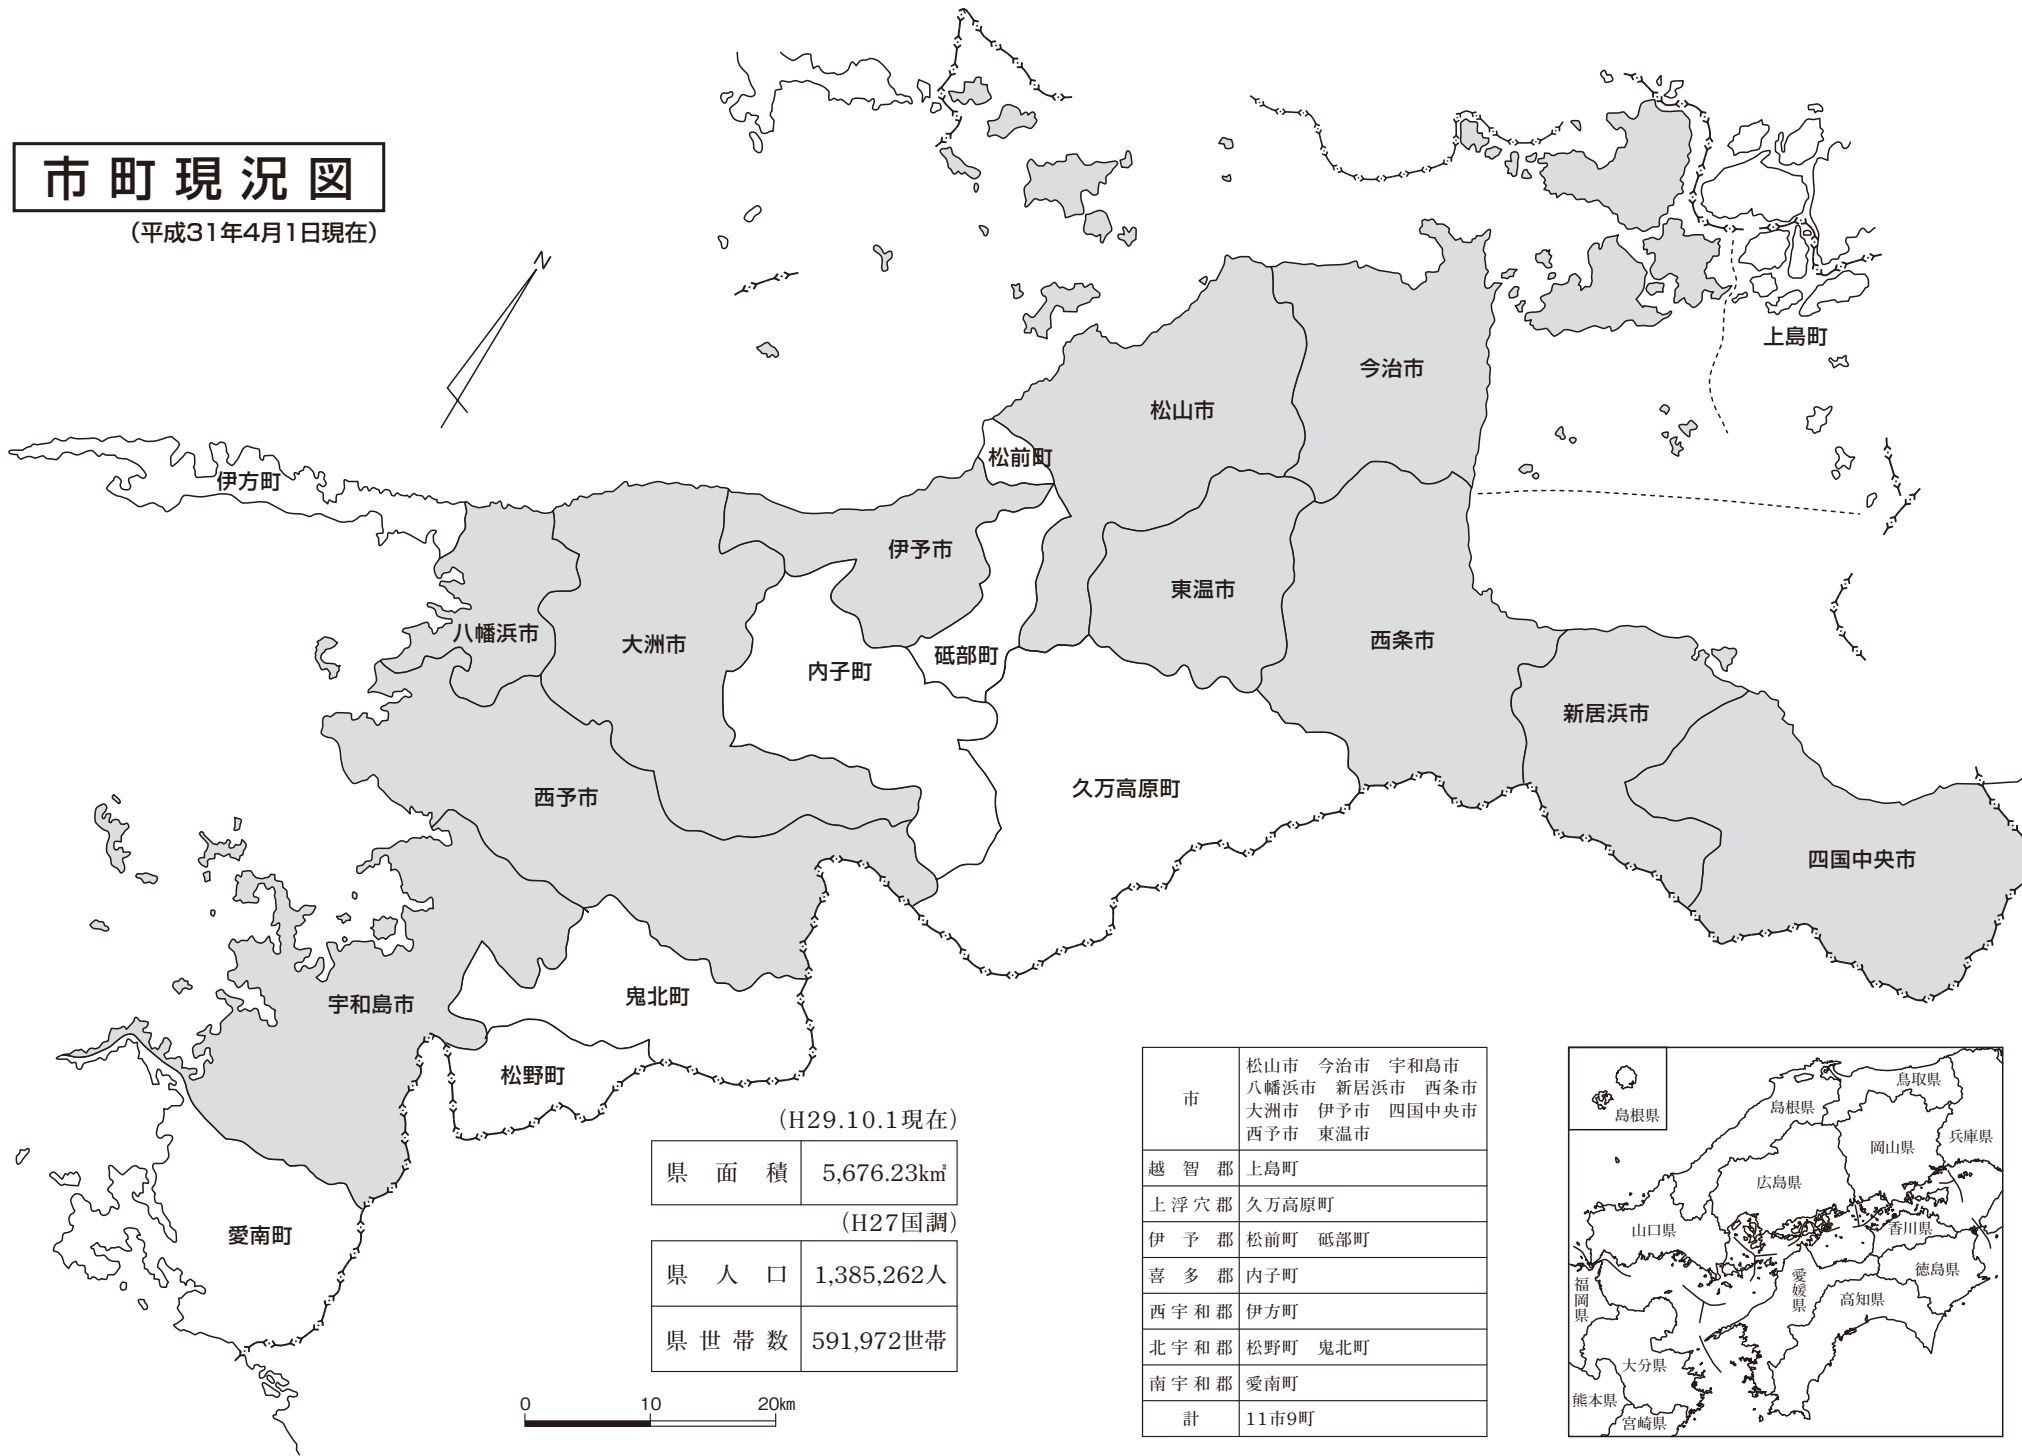 市町現況図
(平成31年4月1日現在)
N
上島町
今治市
松山市
松前町
伊方町
伊予市
東温市
八幡浜市
大洲市
西条市
砥部町
内子町
新居浜市
久万高原町
西予市
四国中央市
鬼北町
宇和島市
松野町
愛南町
(H29.10.1現在)
県面積 5,676.23k㎡
(H27国調)
県人口 1,385,262人
県世帯数 591,972世帯
0 10 20㎞
市 松山市 今治市 宇和島市
八幡浜市 新居浜市 西条市
大洲市 伊予市 四国中央市
西予市 東温市
越智郡 上島町
上浮穴郡 久万高原町
伊予郡 松前町 砥部町
喜多郡 内子町
西宇和郡 伊方町
北宇和郡 松野町 鬼北町
南宇和郡 愛南町
計 11市9町
島根県
鳥取県
島根県
岡山県
兵庫県
広島県
山口県
香川県
徳島県
愛媛県
高知県
福岡県
大分県
熊本県
宮崎県